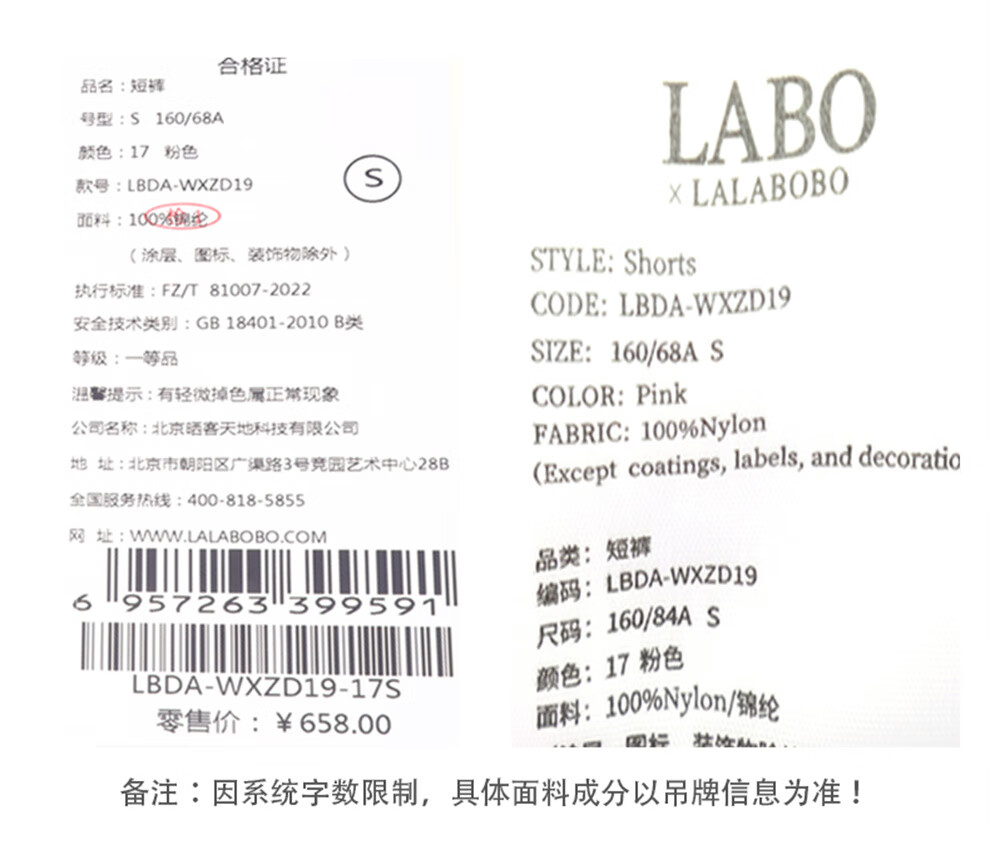 合格证
品名：短裤
号型：S 160/68A
颜色：17 粉色
款号：LBDA-WXZD19
S
面料：100%锦纶
（涂层、图标、装饰物除外）
执行标准：FZ/T 81007-2022
安全技术类别：GB 18401-2010 B类
等级：一等品
温馨提示：有轻微掉色属正常现象
公司名称：北京晒客天地科技有限公司
地 址：北京市朝阳区广渠路3号竞园艺术中心28B
全国服务热线：400-818-5855
网 址：WWW.LALABOBO.COM
6 957263 399591
LBDA-WXZD19-17S
零售价：￥658.00
LABO
× LALABOBO
STYLE: Shorts
CODE: LBDA-WXZD19
SIZE: 160/68A S
COLOR: Pink
FABRIC: 100%Nylon
(Except coatings, labels, and decoratio
品类：短裤
编码：LBDA-WXZD19
尺码：160/84A S
颜色：17 粉色
面料：100%Nylon/锦纶
备注：因系统字数限制，具体面料成分以吊牌信息为准！